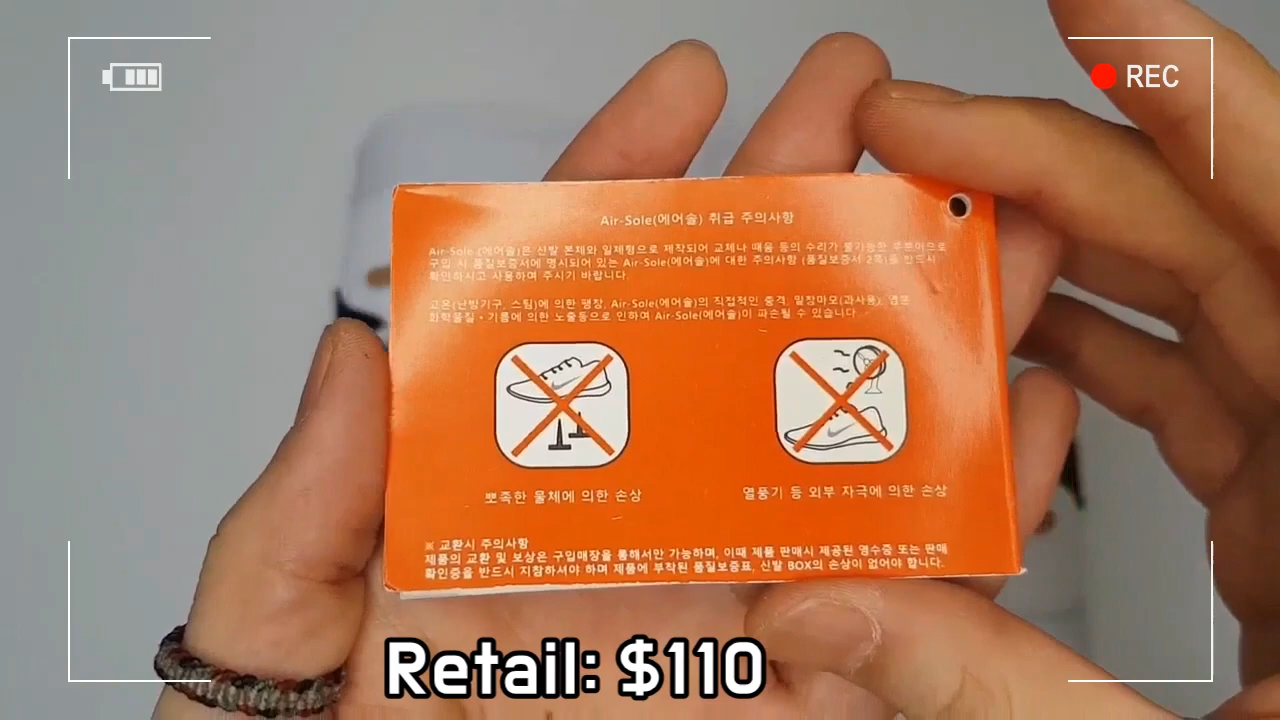 REC
Air-Sole(에어솔) 취급 주의사항
Air-Sole (에어솔)은 신발 본체와 일체형으로 제작되어 교체나 때움 등의 수리가 불가능한 부분이므로
구입 시 품질보증서에 명시되어 있는 Air-Sole(에어솔)에 대한 주의사항 (품질보증서 2쪽)을 반드시
확인하시고 사용하여 주시기 바랍니다.
고온(난방기구, 스팀)에 의한 팽창, Air-Sole(에어솔)의 직접적인 충격, 밑창마모(과사용), 염분
화학물질・기름에 의한 노출등으로 인하여 Air-Sole(에어솔)이 파손될 수 있습니다.
뾰족한 물체에 의한 손상
열풍기 등 외부 자극에 의한 손상
※ 교환시 주의사항
제품의 교환 및 보상은 구입매장을 통해서만 가능하며, 이때 제품 판매시 제공된 영수증 또는 판매
확인증을 반드시 지참하셔야 하며 제품에 부착된 품질보증표, 신발 BOX의 손상이 없어야 합니다.
Retail: $110